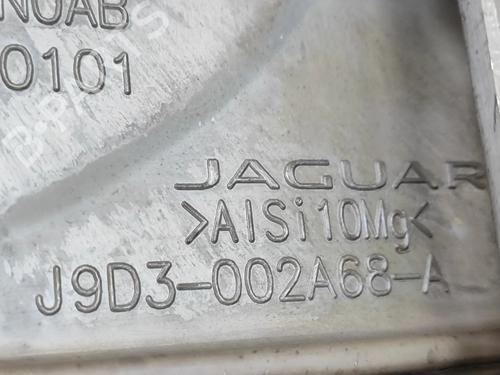 NOAB
0101
JAGUAR
>AlSi10Mg<
J9D3-002A68-A